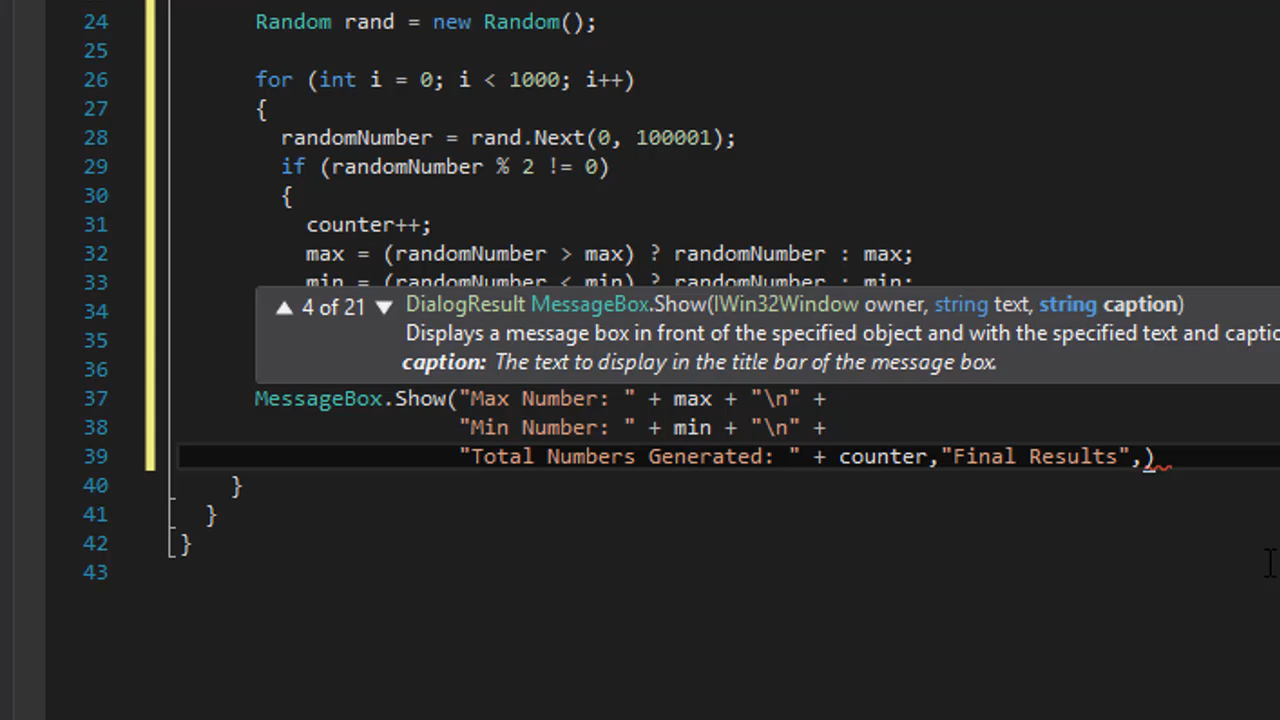 24 Random rand = new Random();
25
26 for (int i = 0; i < 1000; i++)
27 {
28 randomNumber = rand.Next(0, 100001);
29 if (randomNumber % 2 != 0)
30 {
31 counter++;
32 max = (randomNumber > max) ? randomNumber : max;
33 min = (randomNumber < min) ? randomNumber : min;
34 ▲ 4 of 21 ▼ DialogResult MessageBox.Show(IWin32Window owner, string text, string caption)
35 Displays a message box in front of the specified object and with the specified text and captio
36 caption: The text to display in the title bar of the message box.
37 MessageBox.Show("Max Number: " + max + "\n" +
38 "Min Number: " + min + "\n" +
39 "Total Numbers Generated: " + counter,"Final Results",)
40 }
41 }
42 }
43